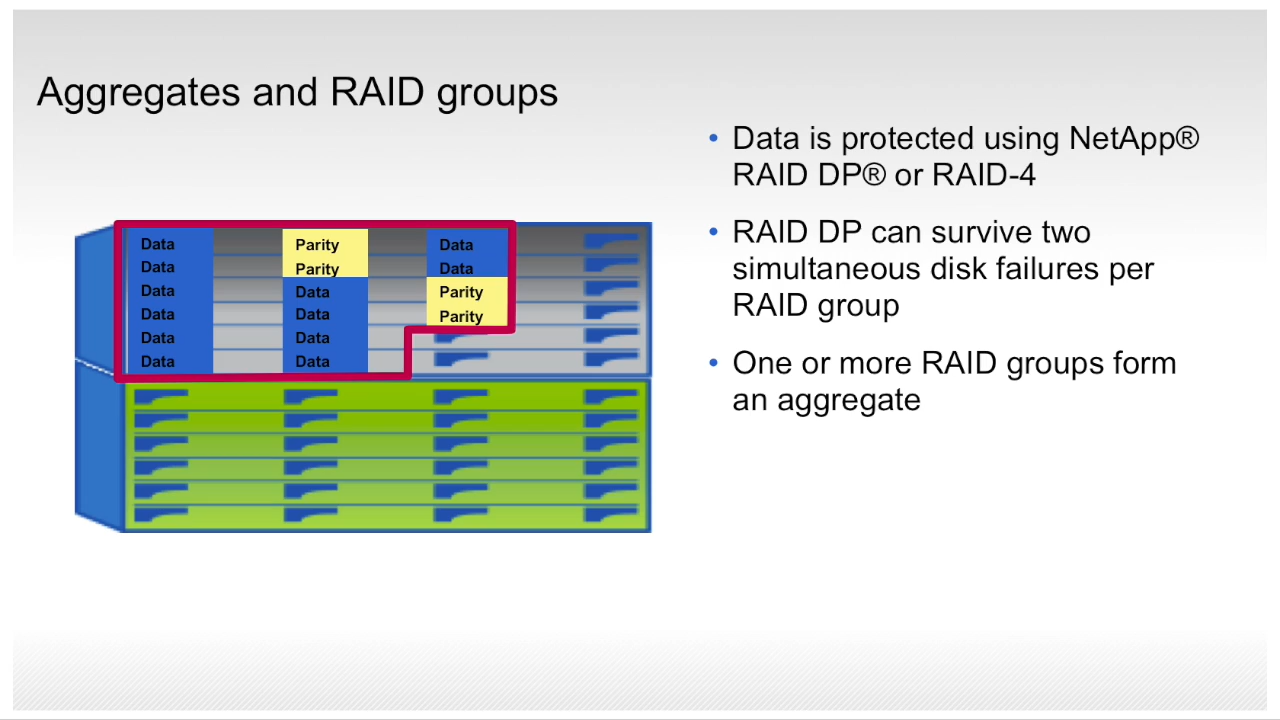 Aggregates and RAID groups
Data
Data
Data
Data
Data
Data
Parity
Parity
Data
Data
Data
Data
Data
Data
Parity
Parity
• Data is protected using NetApp®
RAID DP® or RAID-4
• RAID DP can survive two
simultaneous disk failures per
RAID group
• One or more RAID groups form
an aggregate